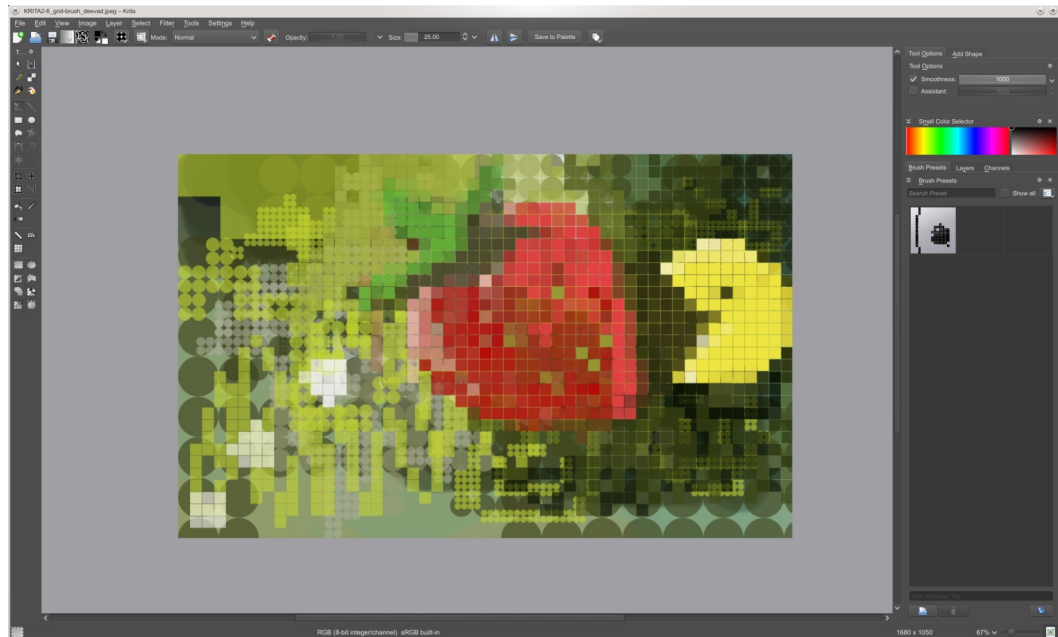 KRITA2-6_grid-brush_deevad.jpeg – Krita
File Edit View Image Layer Select Filter Tools Settings Help
Mode: Normal Opacity: 1.00 Size: 25.00 Save to Palette
T...
Tool Options Add Shape
Tool Options
Smoothness: 1000
Assistant: 1000
Small Color Selector
Brush Presets Layers Channels
Brush Presets
Search Preset Show all
RGB (8-bit integer/channel) sRGB built-in 1680 x 1050 67%